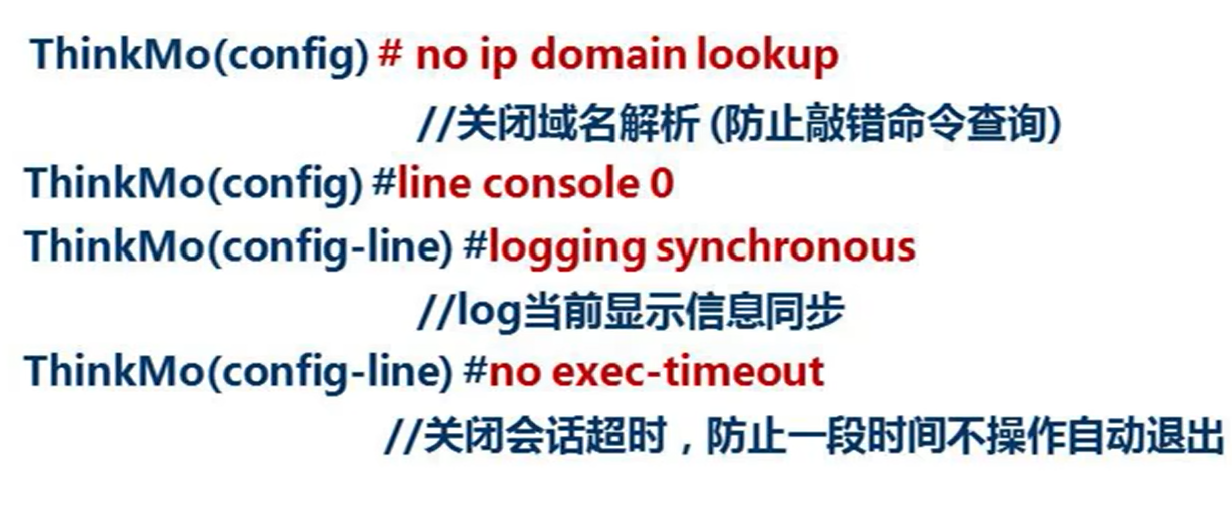 ThinkMo(config) # no ip domain lookup
//关闭域名解析 (防止敲错命令查询)
ThinkMo(config) #line console 0
ThinkMo(config-line) #logging synchronous
//log当前显示信息同步
ThinkMo(config-line) #no exec-timeout
//关闭会话超时，防止一段时间不操作自动退出